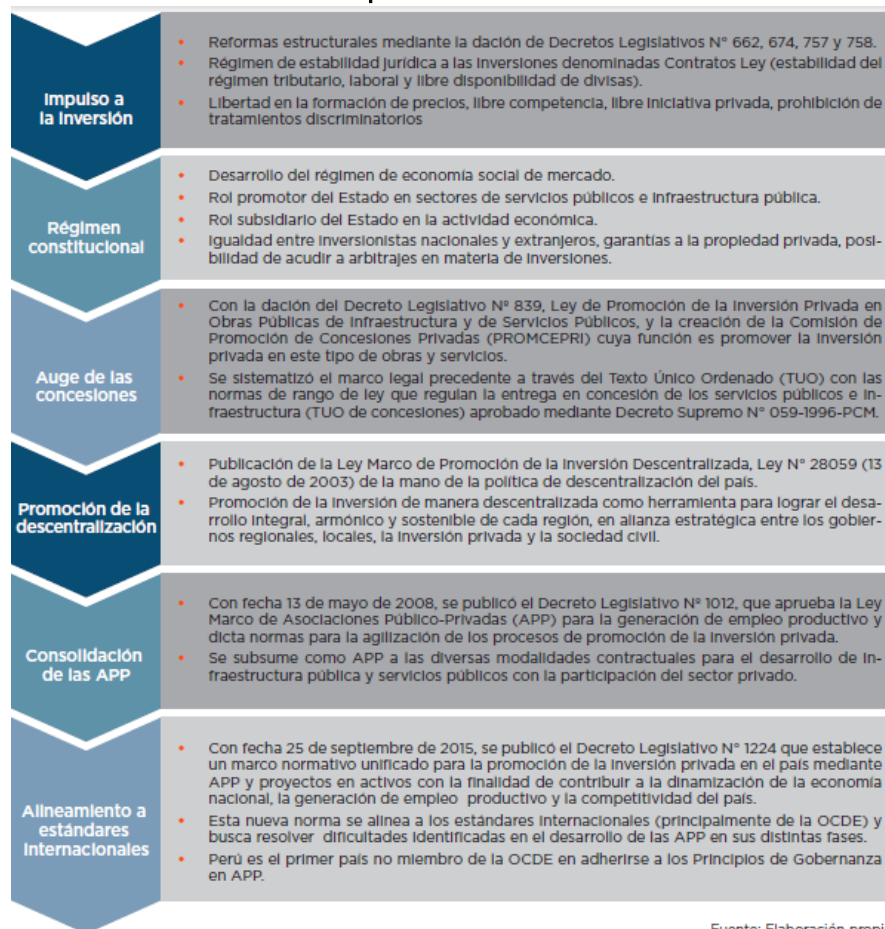 Impulso a
la Inversión
• Reformas estructurales mediante la dación de Decretos Legislativos Nº 662, 674, 757 y 758.
• Régimen de estabilidad jurídica a las inversiones denominadas Contratos Ley (estabilidad del
régimen tributario, laboral y libre disponibilidad de divisas).
• Libertad en la formación de precios, libre competencia, libre iniciativa privada, prohibición de
tratamientos discriminatorios
Régimen
constitucional
• Desarrollo del régimen de economía social de mercado.
• Rol promotor del Estado en sectores de servicios públicos e infraestructura pública.
• Rol subsidiario del Estado en la actividad económica.
• Igualdad entre inversionistas nacionales y extranjeros, garantías a la propiedad privada, posi-
bilidad de acudir a arbitrajes en materia de inversiones.
Auge de las
concesiones
• Con la dación del Decreto Legislativo Nº 839, Ley de Promoción de la Inversión Privada en
Obras Públicas de Infraestructura y de Servicios Públicos, y la creación de la Comisión de
Promoción de Concesiones Privadas (PROMCEPRI) cuya función es promover la inversión
privada en este tipo de obras y servicios.
• Se sistematizó el marco legal precedente a través del Texto Único Ordenado (TUO) con las
normas de rango de ley que regulan la entrega en concesión de los servicios públicos e in-
fraestructura (TUO de concesiones) aprobado mediante Decreto Supremo Nº 059-1996-PCM.
Promoción de la
descentralización
• Publicación de la Ley Marco de Promoción de la Inversión Descentralizada, Ley Nº 28059 (13
de agosto de 2003) de la mano de la política de descentralización del país.
• Promoción de la inversión de manera descentralizada como herramienta para lograr el desa-
rrollo integral, armónico y sostenible de cada región, en alianza estratégica entre los gobier-
nos regionales, locales, la inversión privada y la sociedad civil.
Consolidación
de las APP
• Con fecha 13 de mayo de 2008, se publicó el Decreto Legislativo Nº 1012, que aprueba la Ley
Marco de Asociaciones Público-Privadas (APP) para la generación de empleo productivo y
dicta normas para la agilización de los procesos de promoción de la inversión privada.
• Se subsume como APP a las diversas modalidades contractuales para el desarrollo de in-
fraestructura pública y servicios públicos con la participación del sector privado.
Alineamiento a
estándares
internacionales
• Con fecha 25 de septiembre de 2015, se publicó el Decreto Legislativo Nº 1224 que establece
un marco normativo unificado para la promoción de la inversión privada en el país mediante
APP y proyectos en activos con la finalidad de contribuir a la dinamización de la economía
nacional, la generación de empleo productivo y la competitividad del país.
• Esta nueva norma se alinea a los estándares internacionales (principalmente de la OCDE) y
busca resolver dificultades identificadas en el desarrollo de las APP en sus distintas fases.
• Perú es el primer país no miembro de la OCDE en adherirse a los Principios de Gobernanza
en APP.
Fuente: Elaboración propi